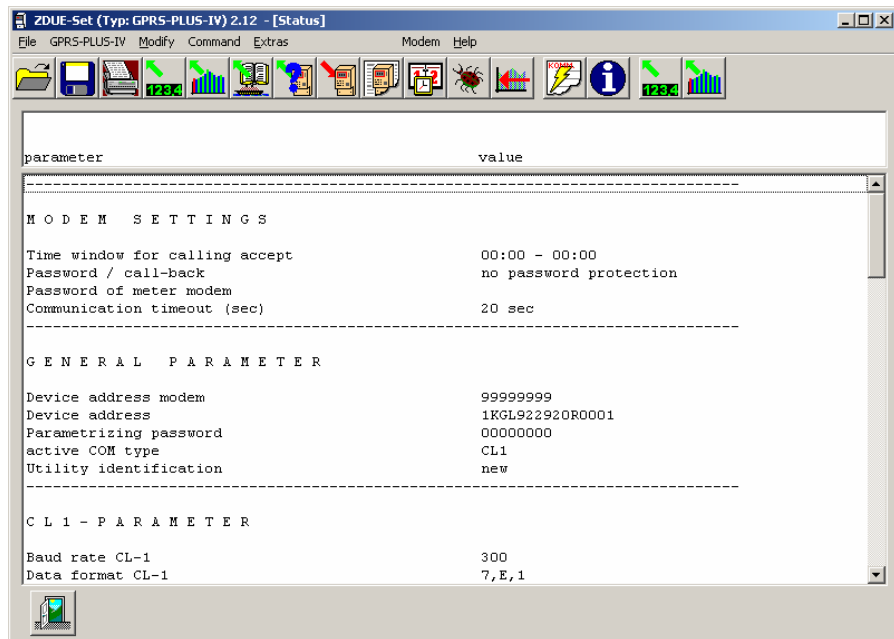 ZDUE-Set (Typ: GPRS-PLUS-IV) 2.12 - [Status]
File GPRS-PLUS-IV Modify Command Extras Modem Help
123,4 KOMM. 123,4
parameter value
M O D E M S E T T I N G S
Time window for calling accept 00:00 - 00:00
Password / call-back no password protection
Password of meter modem
Communication timeout (sec) 20 sec
G E N E R A L P A R A M E T E R
Device address modem 99999999
Device address 1KGL922920R0001
Parametrizing password 00000000
active COM type CL1
Utility identification new
C L 1 - P A R A M E T E R
Baud rate CL-1 300
Data format CL-1 7,E,1